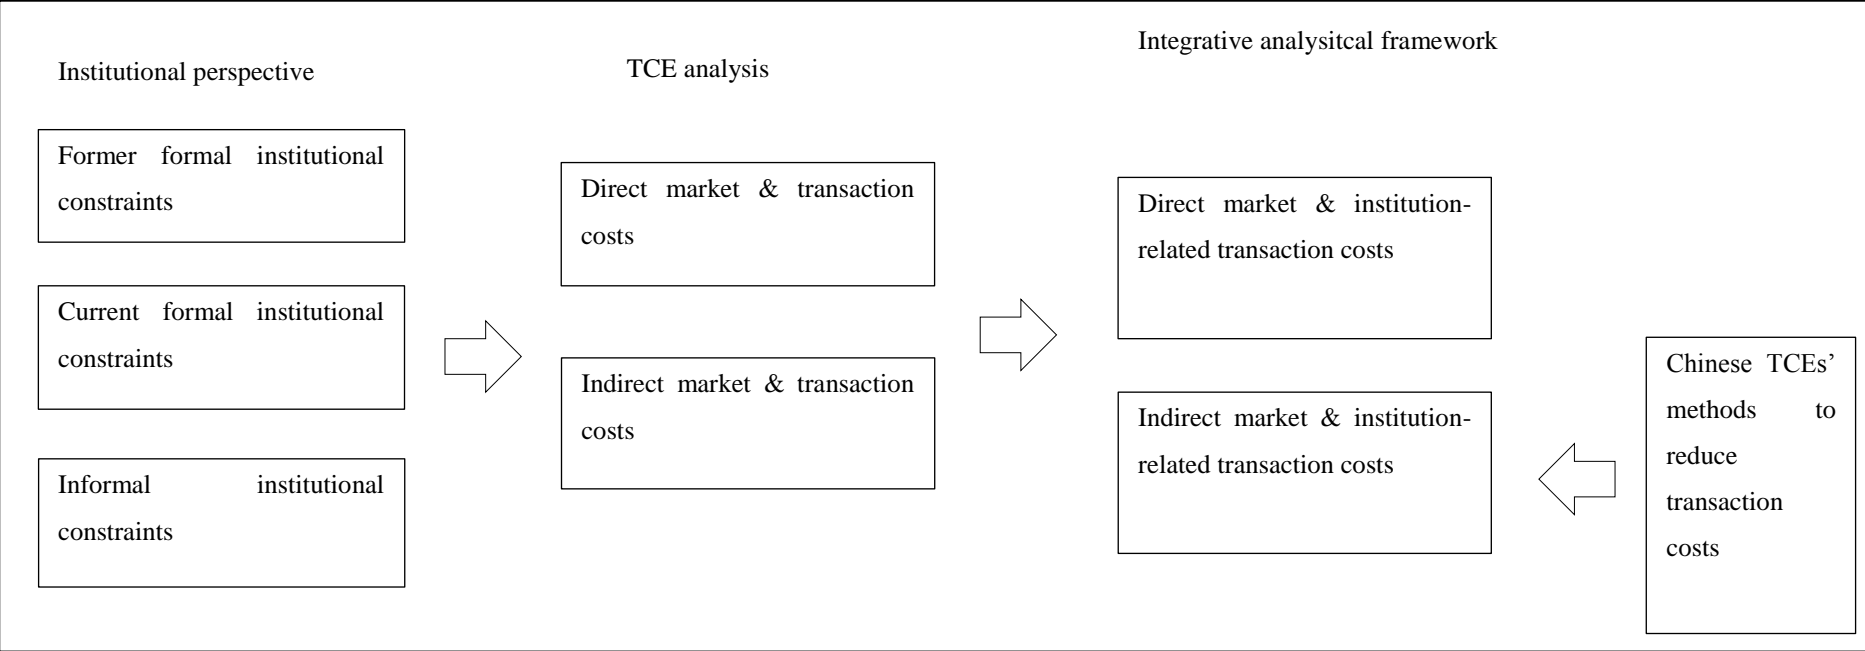 Institutional perspective
Former formal institutional
constraints
Current formal institutional
constraints
Informal institutional
constraints
TCE analysis
Direct market & transaction
costs
Indirect market & transaction
costs
Integrative analysitcal framework
Direct market & institution-
related transaction costs
Indirect market & institution-
related transaction costs
Chinese TCEs’
methods to
reduce
transaction
costs